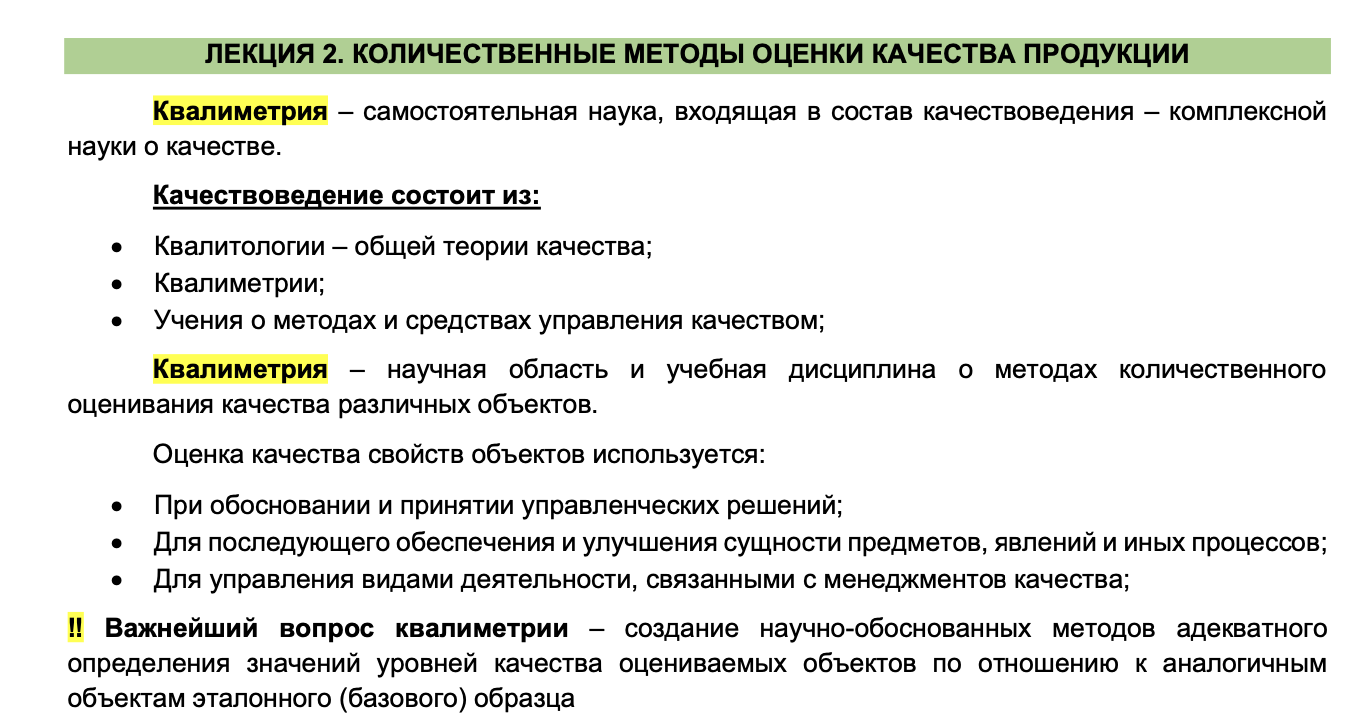 ЛЕКЦИЯ 2. КОЛИЧЕСТВЕННЫЕ МЕТОДЫ ОЦЕНКИ КАЧЕСТВА ПРОДУКЦИИ
Квалиметрия – самостоятельная наука, входящая в состав качествоведения – комплексной
науки о качестве.
Качествоведение состоит из:
• Квалитологии – общей теории качества;
• Квалиметрии;
• Учения о методах и средствах управления качеством;
Квалиметрия – научная область и учебная дисциплина о методах количественного
оценивания качества различных объектов.
Оценка качества свойств объектов используется:
• При обосновании и принятии управленческих решений;
• Для последующего обеспечения и улучшения сущности предметов, явлений и иных процессов;
• Для управления видами деятельности, связанными с менеджментов качества;
!! Важнейший вопрос квалиметрии – создание научно-обоснованных методов адекватного
определения значений уровней качества оцениваемых объектов по отношению к аналогичным
объектам эталонного (базового) образца